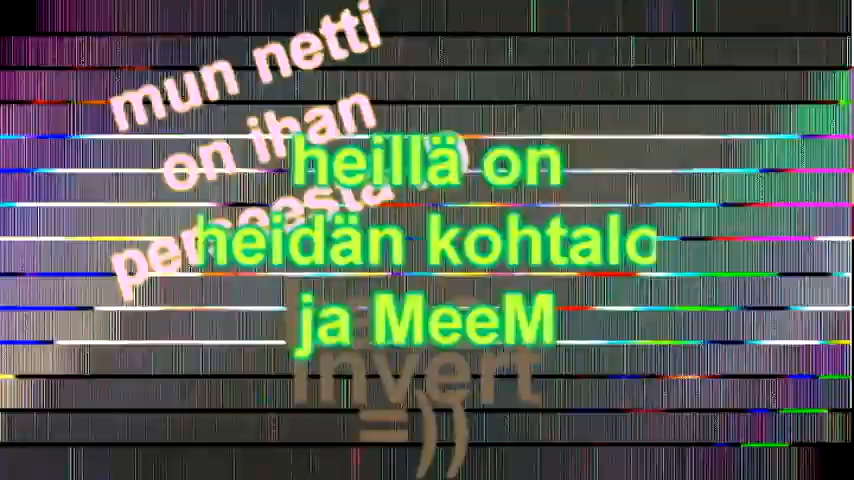 mun netti
on ihan
heillä on
heidän kohtalo
ja MeeM
invert
=))